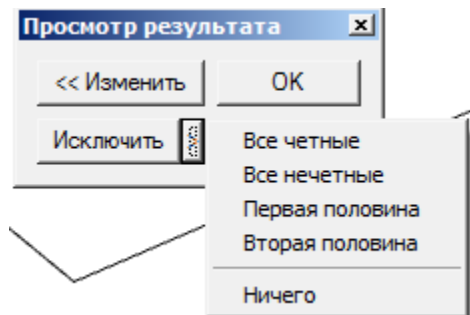 Просмотр результата
<< Изменить
OK
Исключить
Все четные
Все нечетные
Первая половина
Вторая половина
Ничего